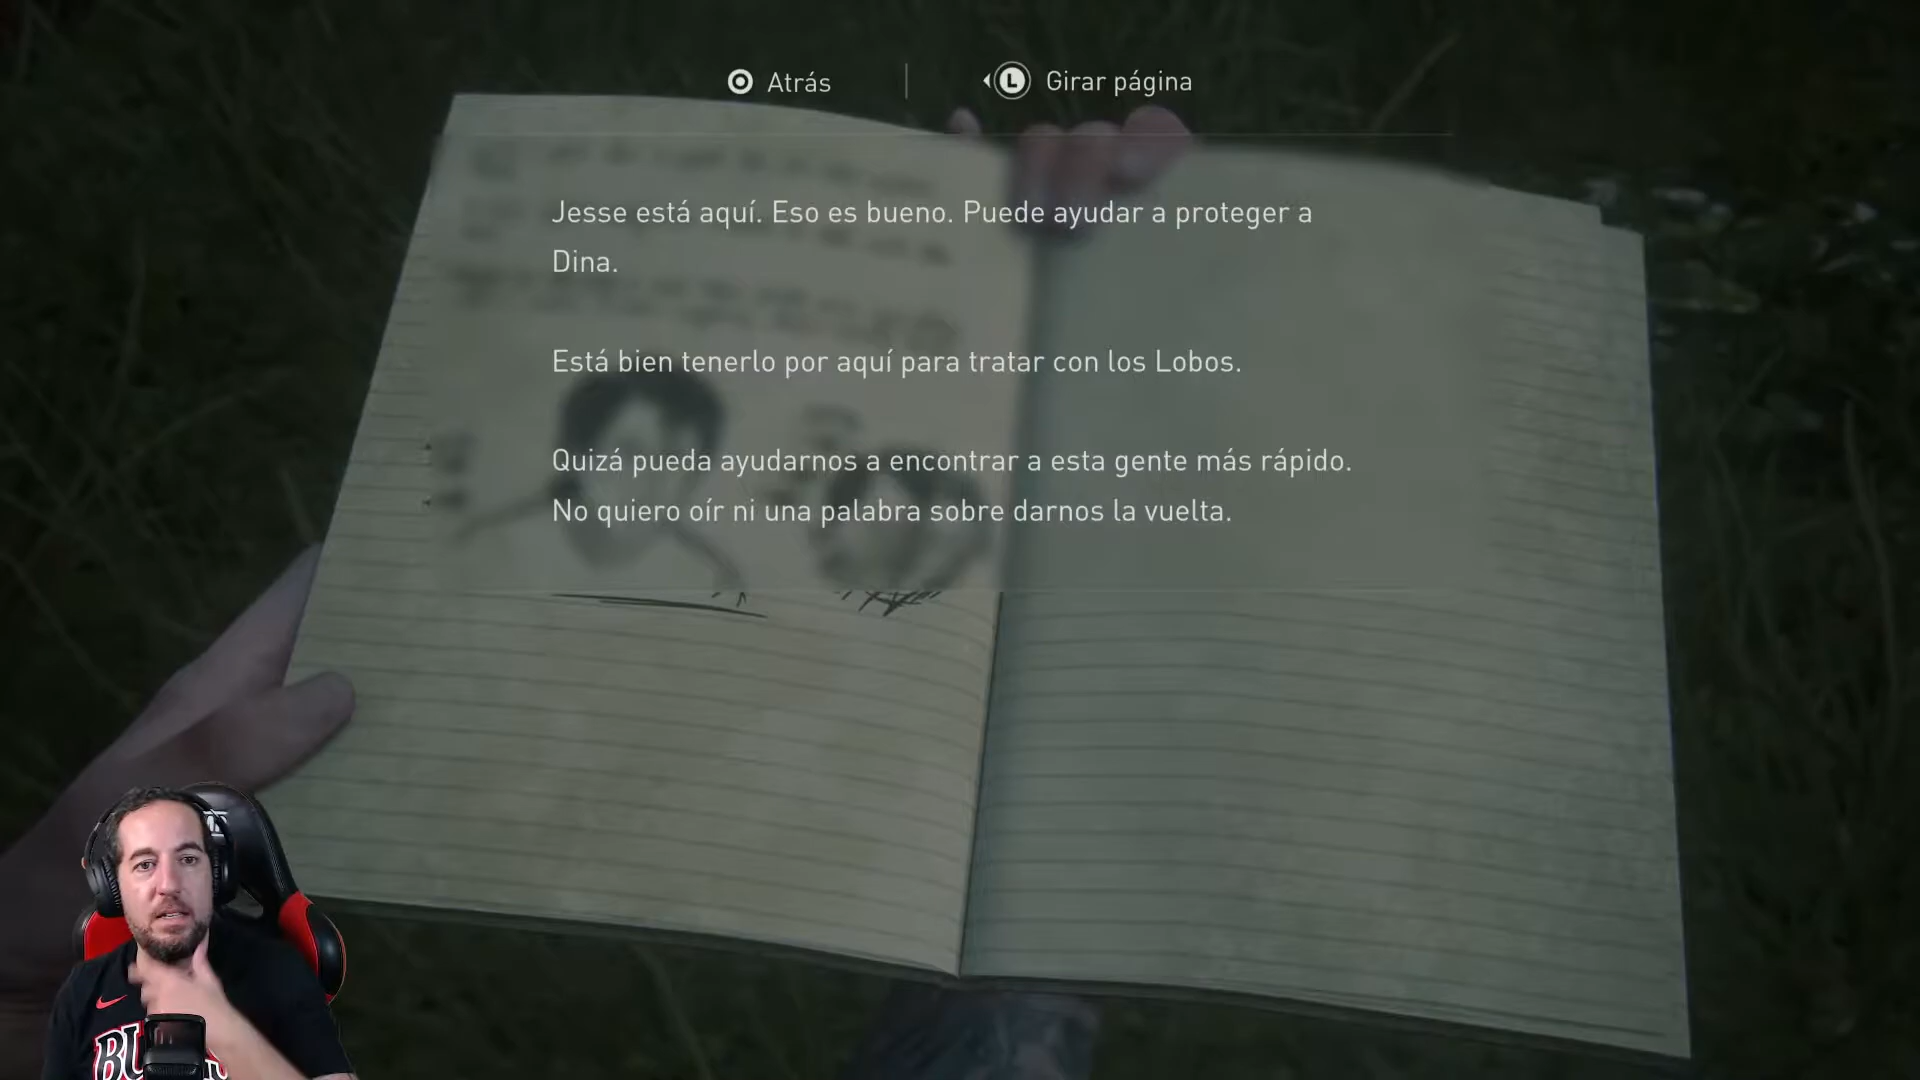 Atrás
L Girar página
Jesse está aquí. Eso es bueno. Puede ayudar a proteger a
Dina.
Está bien tenerlo por aquí para tratar con los Lobos.
Quizá pueda ayudarnos a encontrar a esta gente más rápido.
No quiero oír ni una palabra sobre darnos la vuelta.